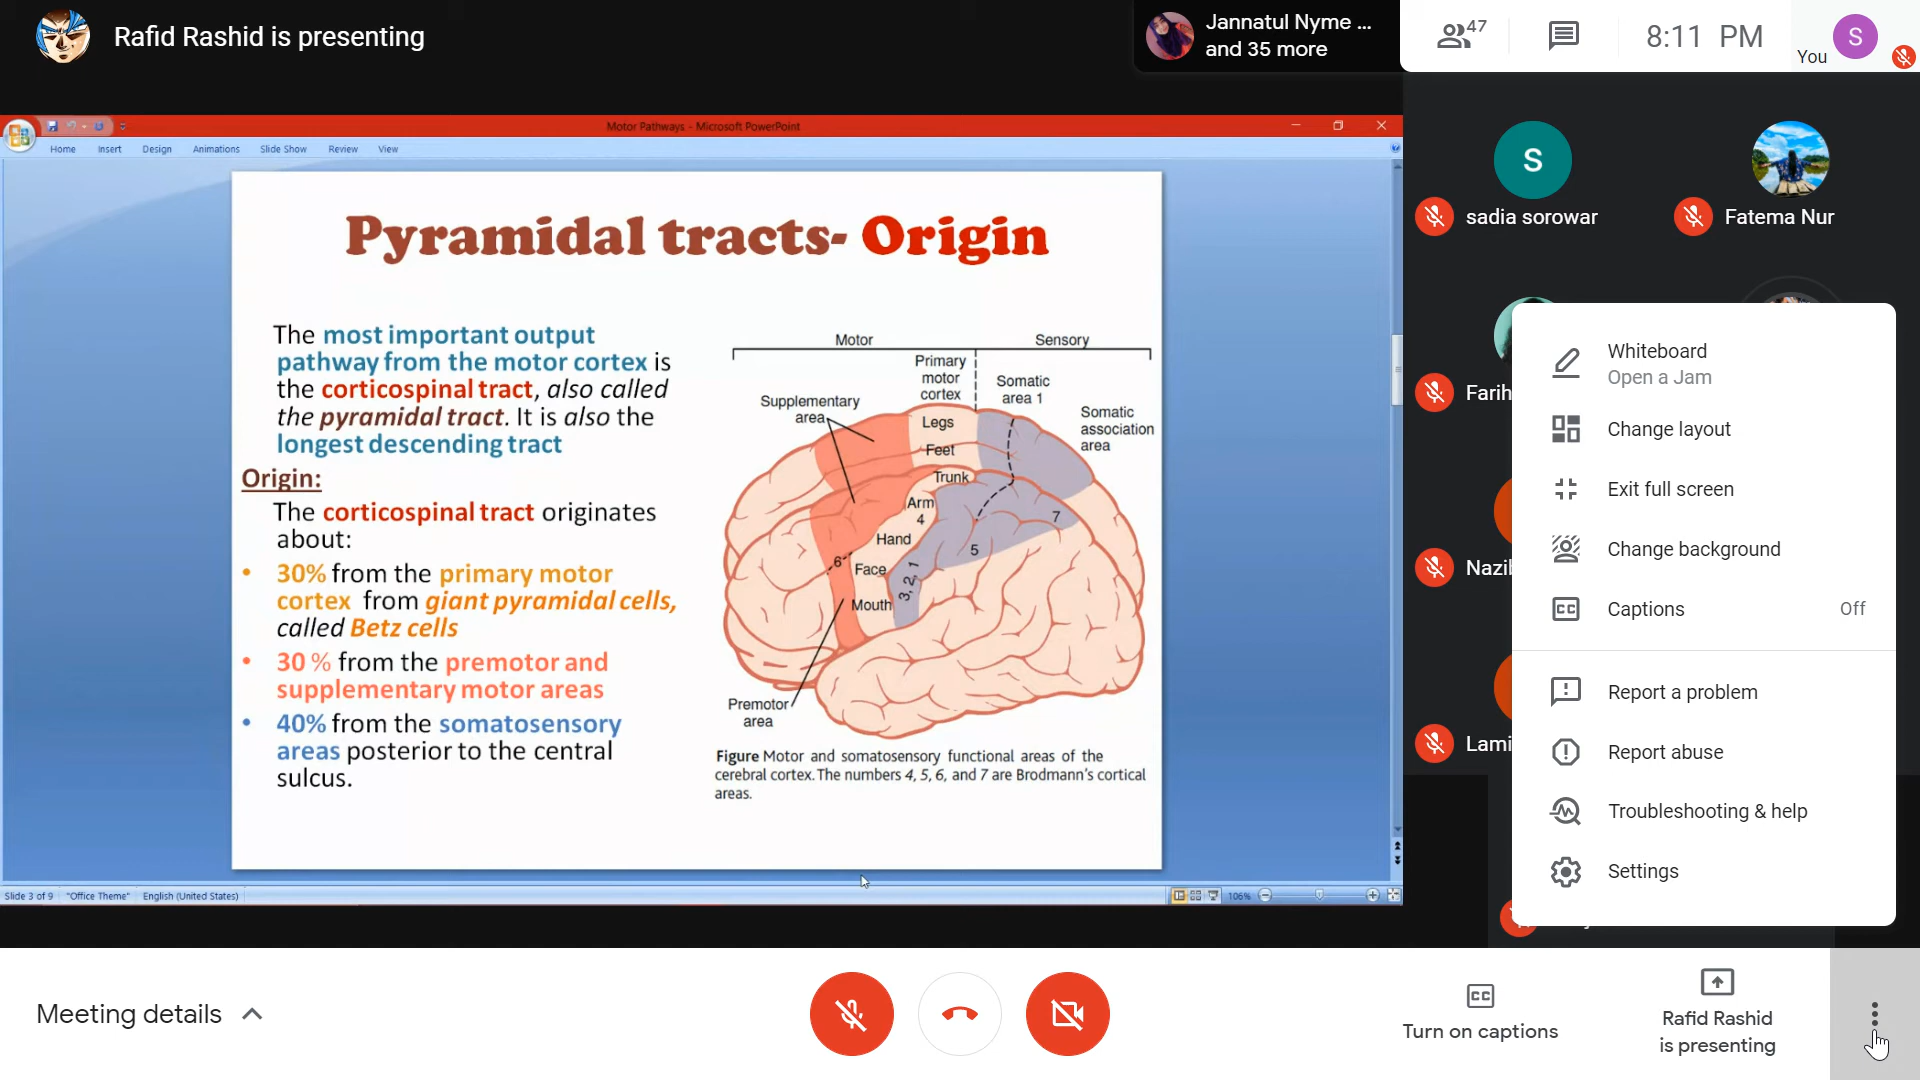 Rafid Rashid is presenting
Jannatul Nyme ...
and 35 more
47
8:11 PM
You
S
Motor Pathways - Microsoft PowerPoint
Home Insert Design Animations Slide Show Review View
Pyramidal tracts- Origin
The most important output
pathway from the motor cortex is
the corticospinal tract, also called
the pyramidal tract. It is also the
longest descending tract
Origin:
The corticospinal tract originates
about:
• 30% from the primary motor
cortex from giant pyramidal cells,
called Betz cells
• 30 % from the premotor and
supplementary motor areas
• 40% from the somatosensory
areas posterior to the central
sulcus.
Motor
Sensory
Primary
motor
cortex
Somatic
area 1
Supplementary
area
Somatic
association
area
Legs
Feet
Trunk
Arm
4
Hand
7
5
6
Face
3, 2, 1
Mouth
Premotor
area
Figure Motor and somatosensory functional areas of the
cerebral cortex. The numbers 4, 5, 6, and 7 are Brodmann's cortical
areas.
Slide 3 of 9 "Office Theme" English (United States)
106%
S
sadia sorowar
Fatema Nur
Farih
Nazil
Lami
Whiteboard
Open a Jam
Change layout
Exit full screen
Change background
CC Captions Off
Report a problem
Report abuse
Troubleshooting & help
Settings
Meeting details
CC
Turn on captions
Rafid Rashid
is presenting